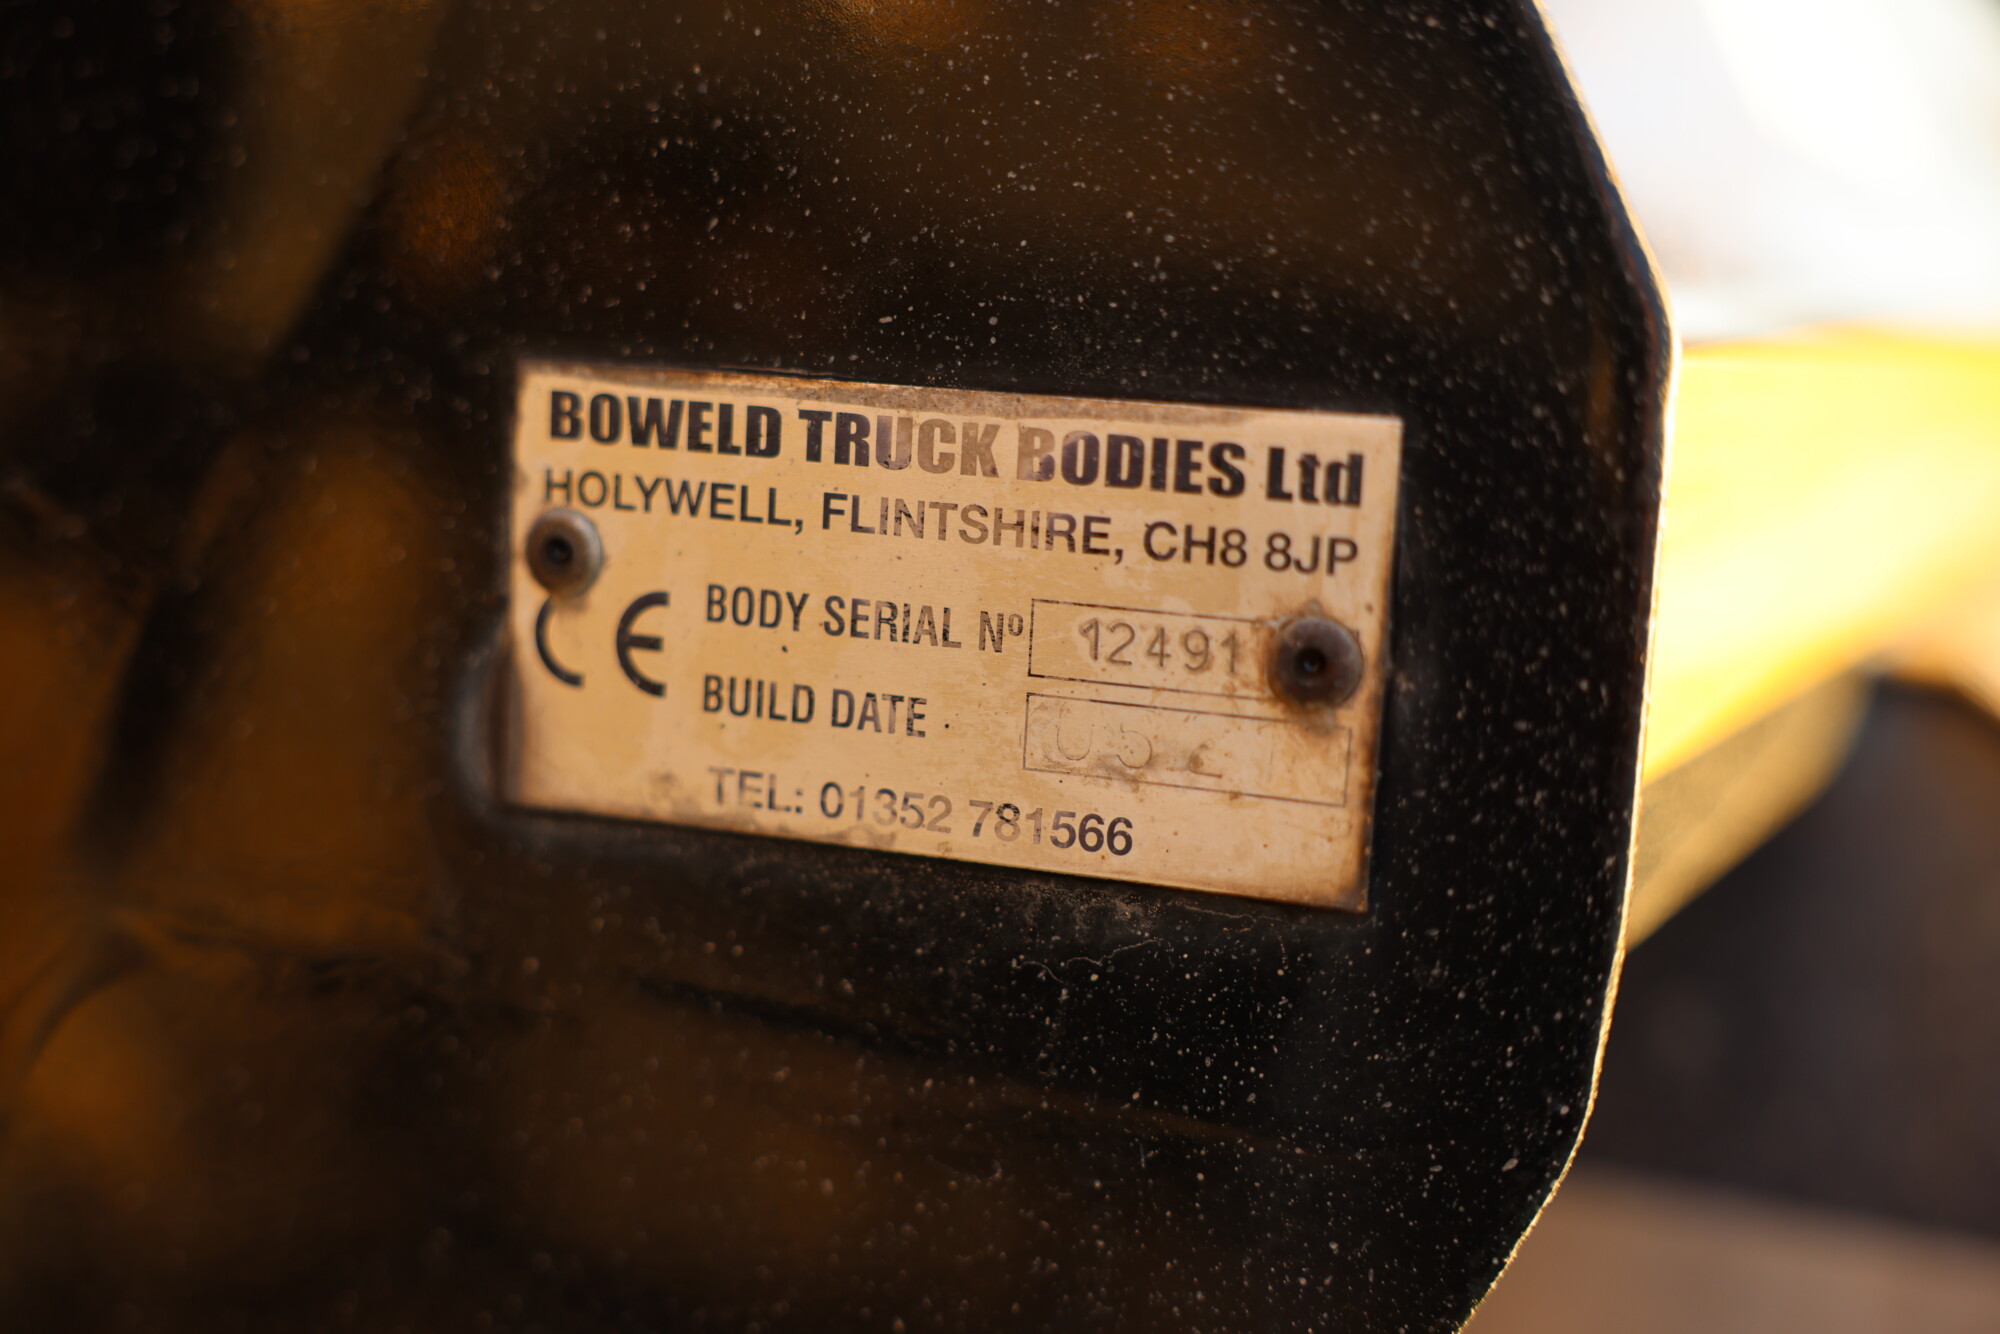 BOWELD TRUCK BODIES Ltd
HOLYWELL, FLINTSHIRE, CH8 8JP
CE
BODY SERIAL Nº 12491
BUILD DATE
TEL: 01352 781566